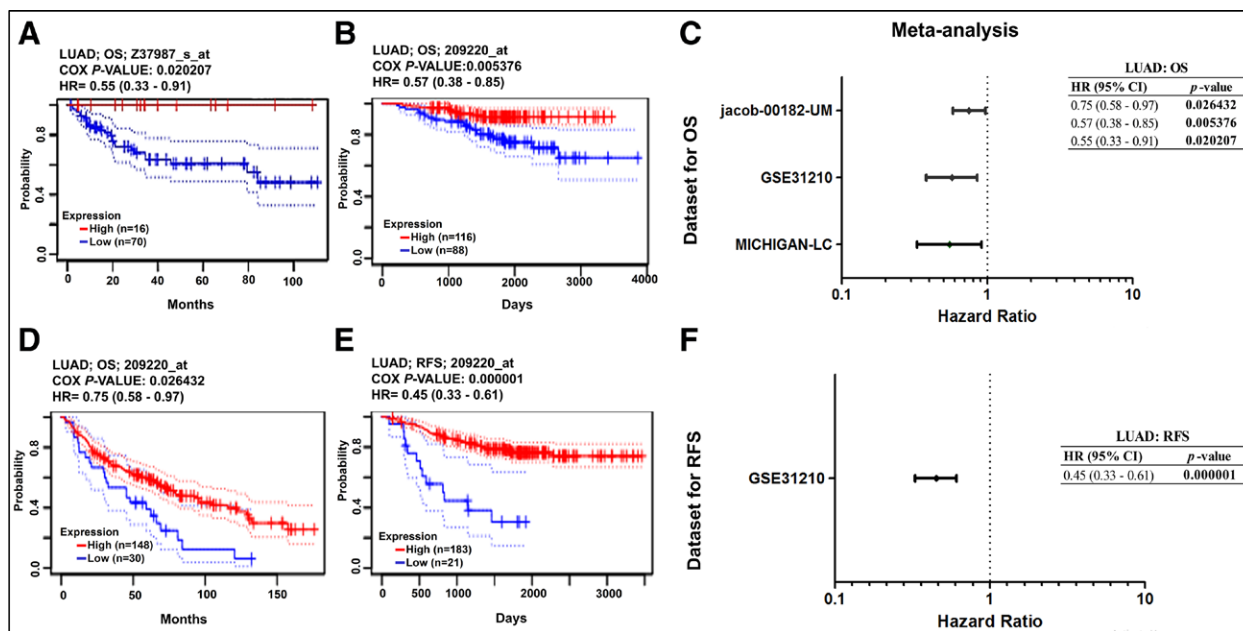 A
LUAD; OS; Z37987_s_at
COX P-VALUE: 0.020207
HR= 0.55 (0.33 - 0.91)
Probability
0.8
0.4
0.0
Expression
High (n=16)
Low (n=70)
0 20 40 60 80 100
Months
B
LUAD; OS; 209220_at
COX P-VALUE:0.005376
HR= 0.57 (0.38 - 0.85)
Probability
0.8
0.4
0.0
Expression
High (n=116)
Low (n=88)
0 1000 2000 3000 4000
Days
C
Meta-analysis
Dataset for OS
jacob-00182-UM
GSE31210
MICHIGAN-LC
LUAD: OS
HR (95% CI) p-value
0.75 (0.58 - 0.97) 0.026432
0.57 (0.38 - 0.85) 0.005376
0.55 (0.33 - 0.91) 0.020207
0.1 1 10
Hazard Ratio
D
LUAD; OS; 209220_at
COX P-VALUE: 0.026432
HR= 0.75 (0.58 - 0.97)
Probability
0.8
0.4
0.0
Expression
High (n=148)
Low (n=30)
0 50 100 150
Months
E
LUAD; RFS; 209220_at
COX P-VALUE: 0.000001
HR= 0.45 (0.33 - 0.61)
Probability
0.8
0.4
0.0
Expression
High (n=183)
Low (n=21)
0 500 1000 2000 3000
Days
F
Dataset for RFS
GSE31210
LUAD: RFS
HR (95% CI) p-value
0.45 (0.33 - 0.61) 0.000001
0.1 1 10
Hazard Ratio